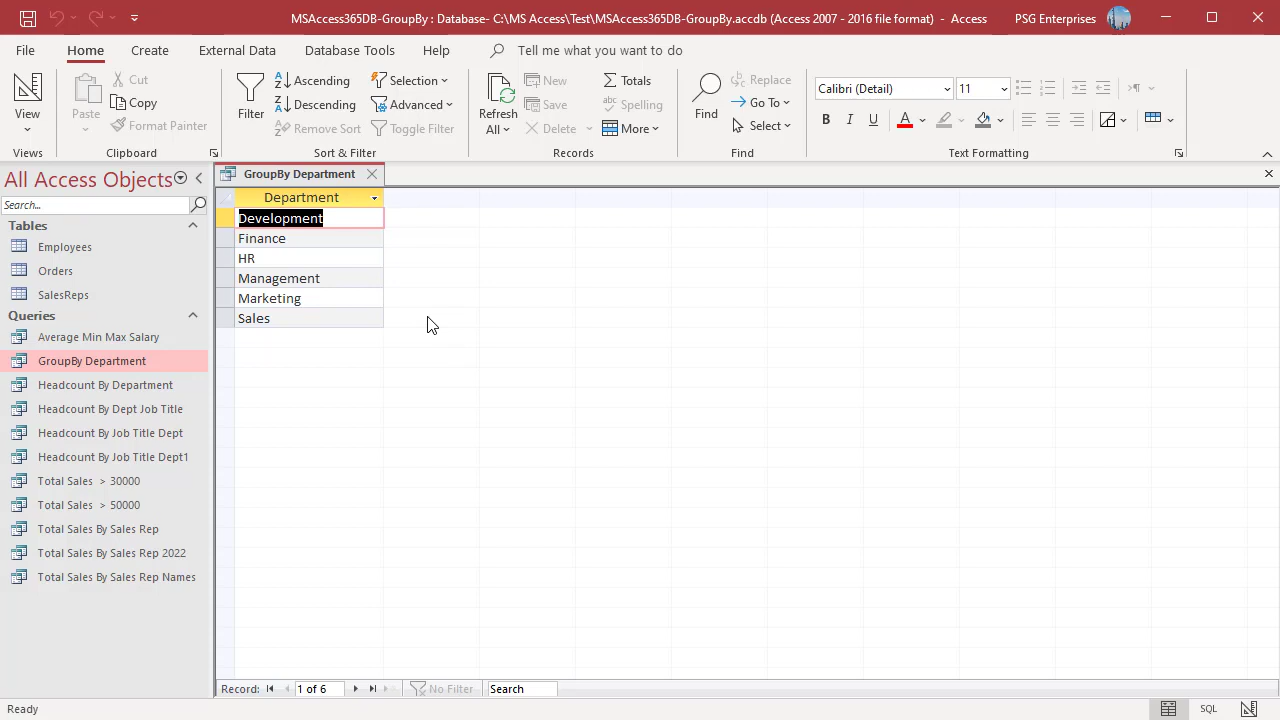 MSAccess365DB-GroupBy : Database- C:\MS Access\Test\MSAccess365DB-GroupBy.accdb (Access 2007 - 2016 file format) - Access
PSG Enterprises
File
Home
Create
External Data
Database Tools
Help
Tell me what you want to do
View
Views
Paste
Cut
Copy
Format Painter
Clipboard
Filter
Ascending
Descending
Remove Sort
Selection
Advanced
Toggle Filter
Sort & Filter
Refresh
All
New
Save
Delete
Totals
Spelling
More
Records
Find
Replace
Go To
Select
Find
Calibri (Detail)
11
B I U
Text Formatting
All Access Objects
Search...
Tables
Employees
Orders
SalesReps
Queries
Average Min Max Salary
GroupBy Department
Headcount By Department
Headcount By Dept Job Title
Headcount By Job Title Dept
Headcount By Job Title Dept1
Total Sales > 30000
Total Sales > 50000
Total Sales By Sales Rep
Total Sales By Sales Rep 2022
Total Sales By Sales Rep Names
GroupBy Department
Department
Development
Finance
HR
Management
Marketing
Sales
Record:
1 of 6
No Filter
Search
Ready
SQL